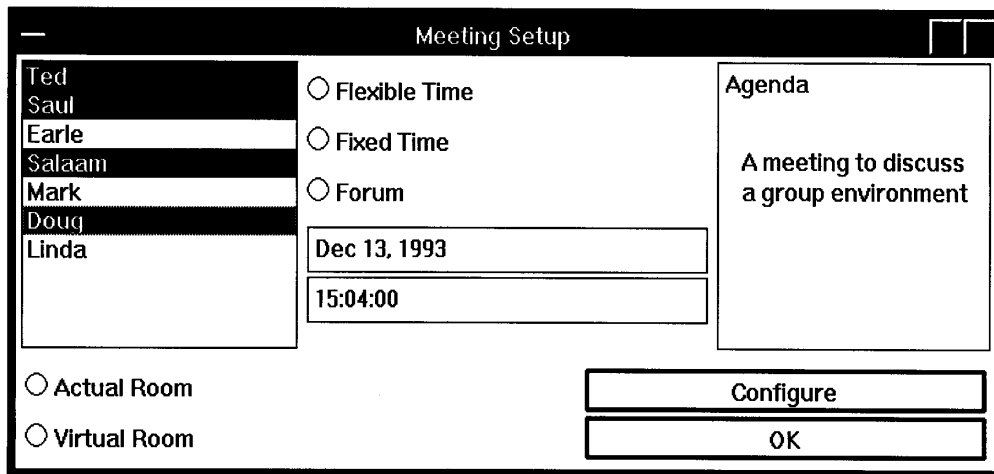 Meeting Setup
Ted
Saul
Earle
Salaam
Mark
Doug
Linda
Flexible Time
Fixed Time
Forum
Dec 13, 1993
15:04:00
Agenda
A meeting to discuss
a group environment
Actual Room
Virtual Room
Configure
OK